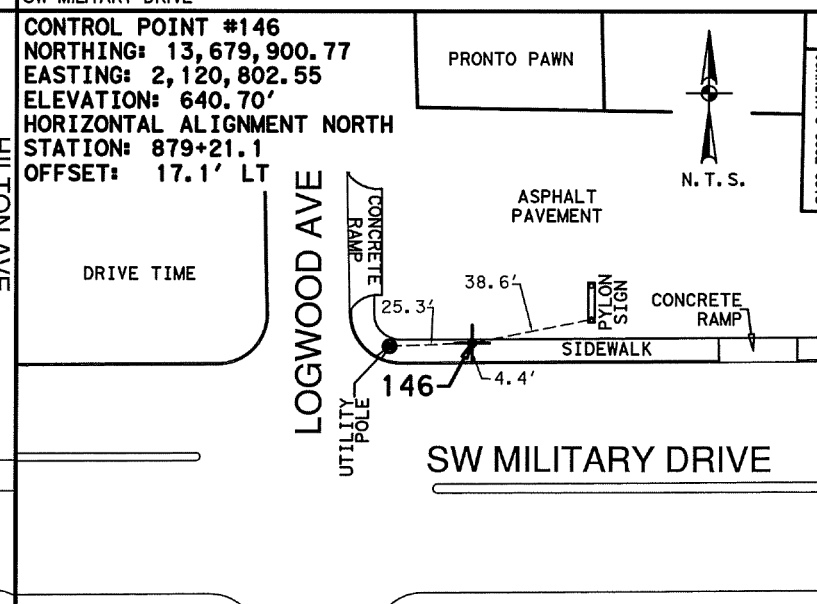 CONTROL POINT #146
NORTHING: 13,679,900.77
EASTING: 2,120,802.55
ELEVATION: 640.70'
HORIZONTAL ALIGNMENT NORTH
STATION: 879+21.1
OFFSET: 17.1' LT
PRONTO PAWN
N.T.S.
ASPHALT
PAVEMENT
HILTON AVE
DRIVE TIME
LOGWOOD AVE
CONCRETE
RAMP
25.3'
38.6'
PYLON
SIGN
CONCRETE
RAMP
SIDEWALK
146
4.4'
UTILITY
POLE
SW MILITARY DRIVE